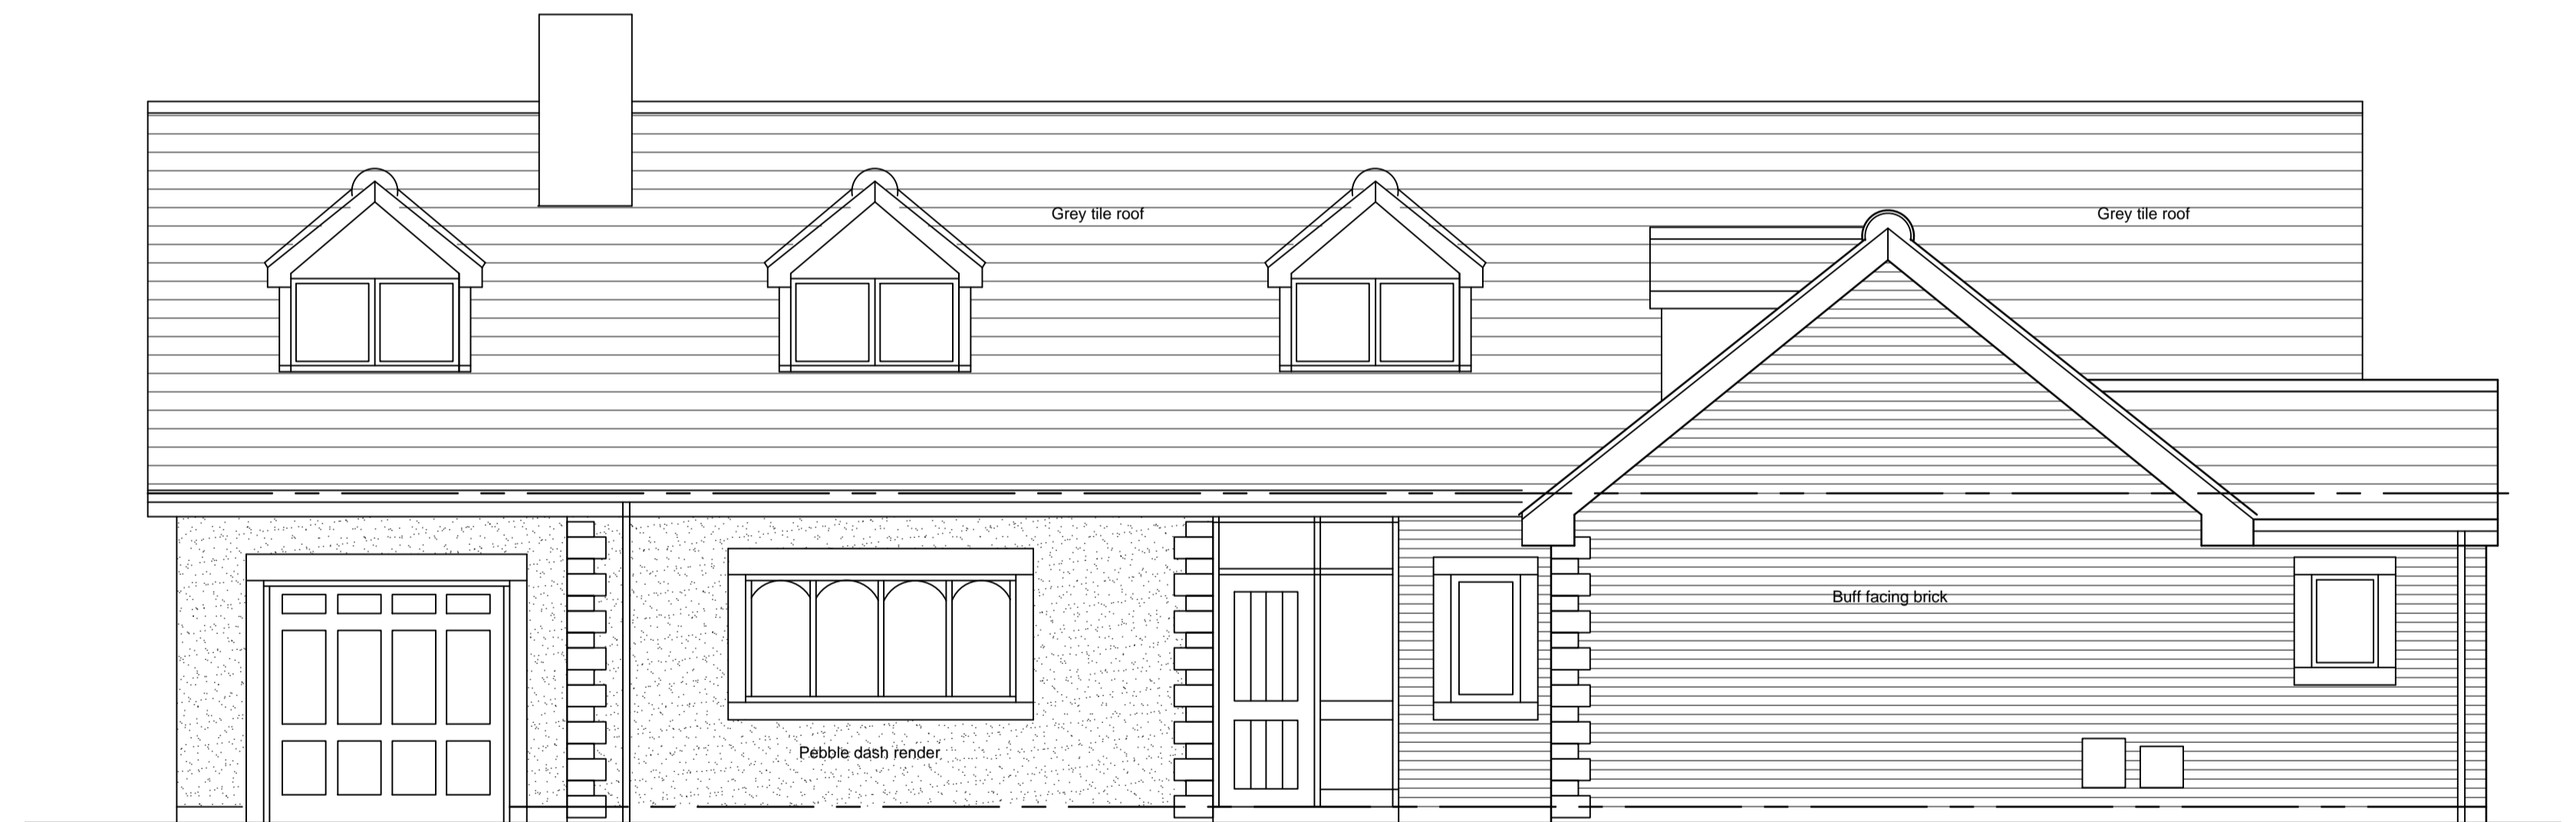 Grey tile roof
Grey tile roof
Buff facing brick
Pebble dash render